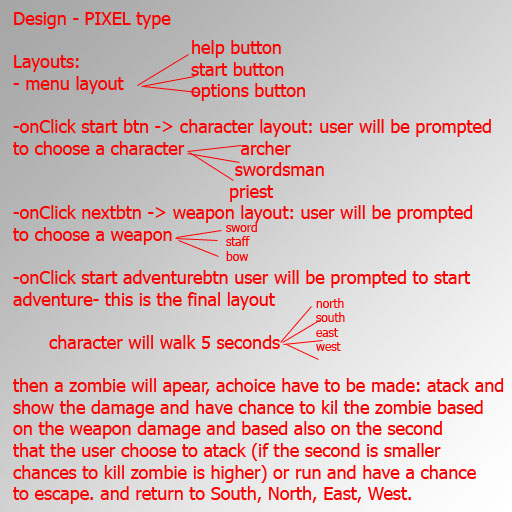 Design - PIXEL type
help button
Layouts:
start button
- menu layout
options button
-onClick start btn -> character layout: user will be prompted
to choose a character
archer
swordsman
priest
-onClick nextbtn -> weapon layout: user will be prompted
to choose a weapon
sword
staff
bow
-onClick start adventurebtn user will be prompted to start
adventure- this is the final layout
north
south
east
west
character will walk 5 seconds
then a zombie will apear, achoice have to be made: atack and
show the damage and have chance to kil the zombie based
on the weapon damage and based also on the second
that the user choose to atack (if the second is smaller
chances to kill zombie is higher) or run and have a chance
to escape. and return to South, North, East, West.